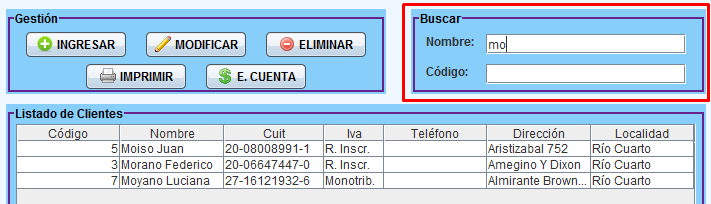 Gestión
INGRESAR MODIFICAR ELIMINAR
IMPRIMIR E. CUENTA
Buscar
Nombre: mo
Código:
Listado de Clientes
Código Nombre Cuit Iva Teléfono Dirección Localidad
5 Moiso Juan 20-08008991-1 R. Inscr. Aristizabal 752 Río Cuarto
3 Morano Federico 20-06647447-0 R. Inscr. Amegino Y Dixon Río Cuarto
7 Moyano Luciana 27-16121932-6 Monotrib. Almirante Brown... Río Cuarto